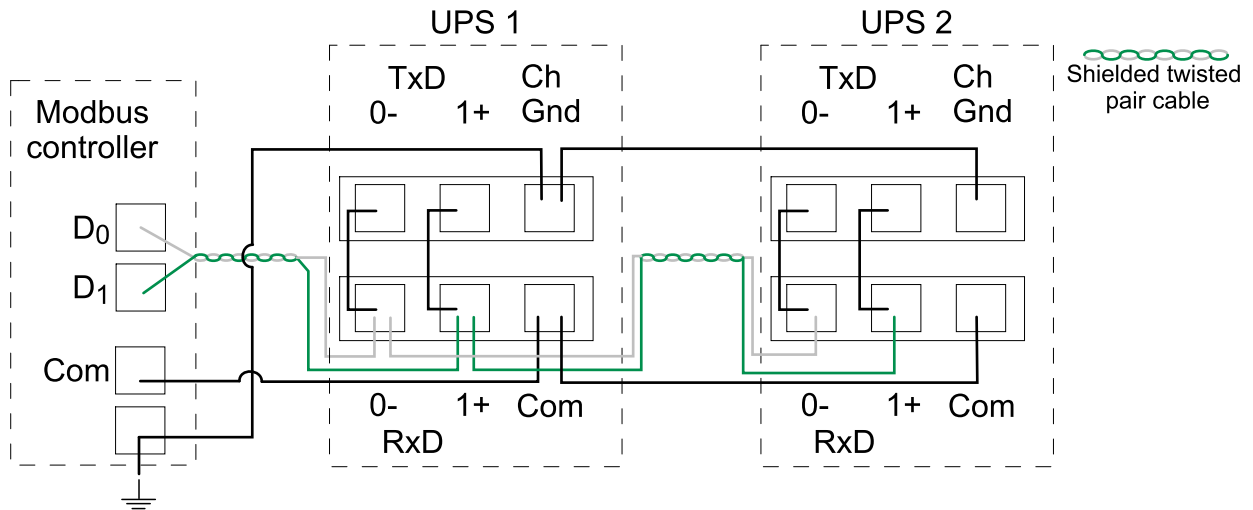 UPS 1
UPS 2
Shielded twisted
pair cable
Modbus
controller
D0
D1
Com
TxD
Ch
0-
1+
Gnd
0-
1+
Com
RxD
TxD
Ch
0-
1+
Gnd
0-
1+
Com
RxD